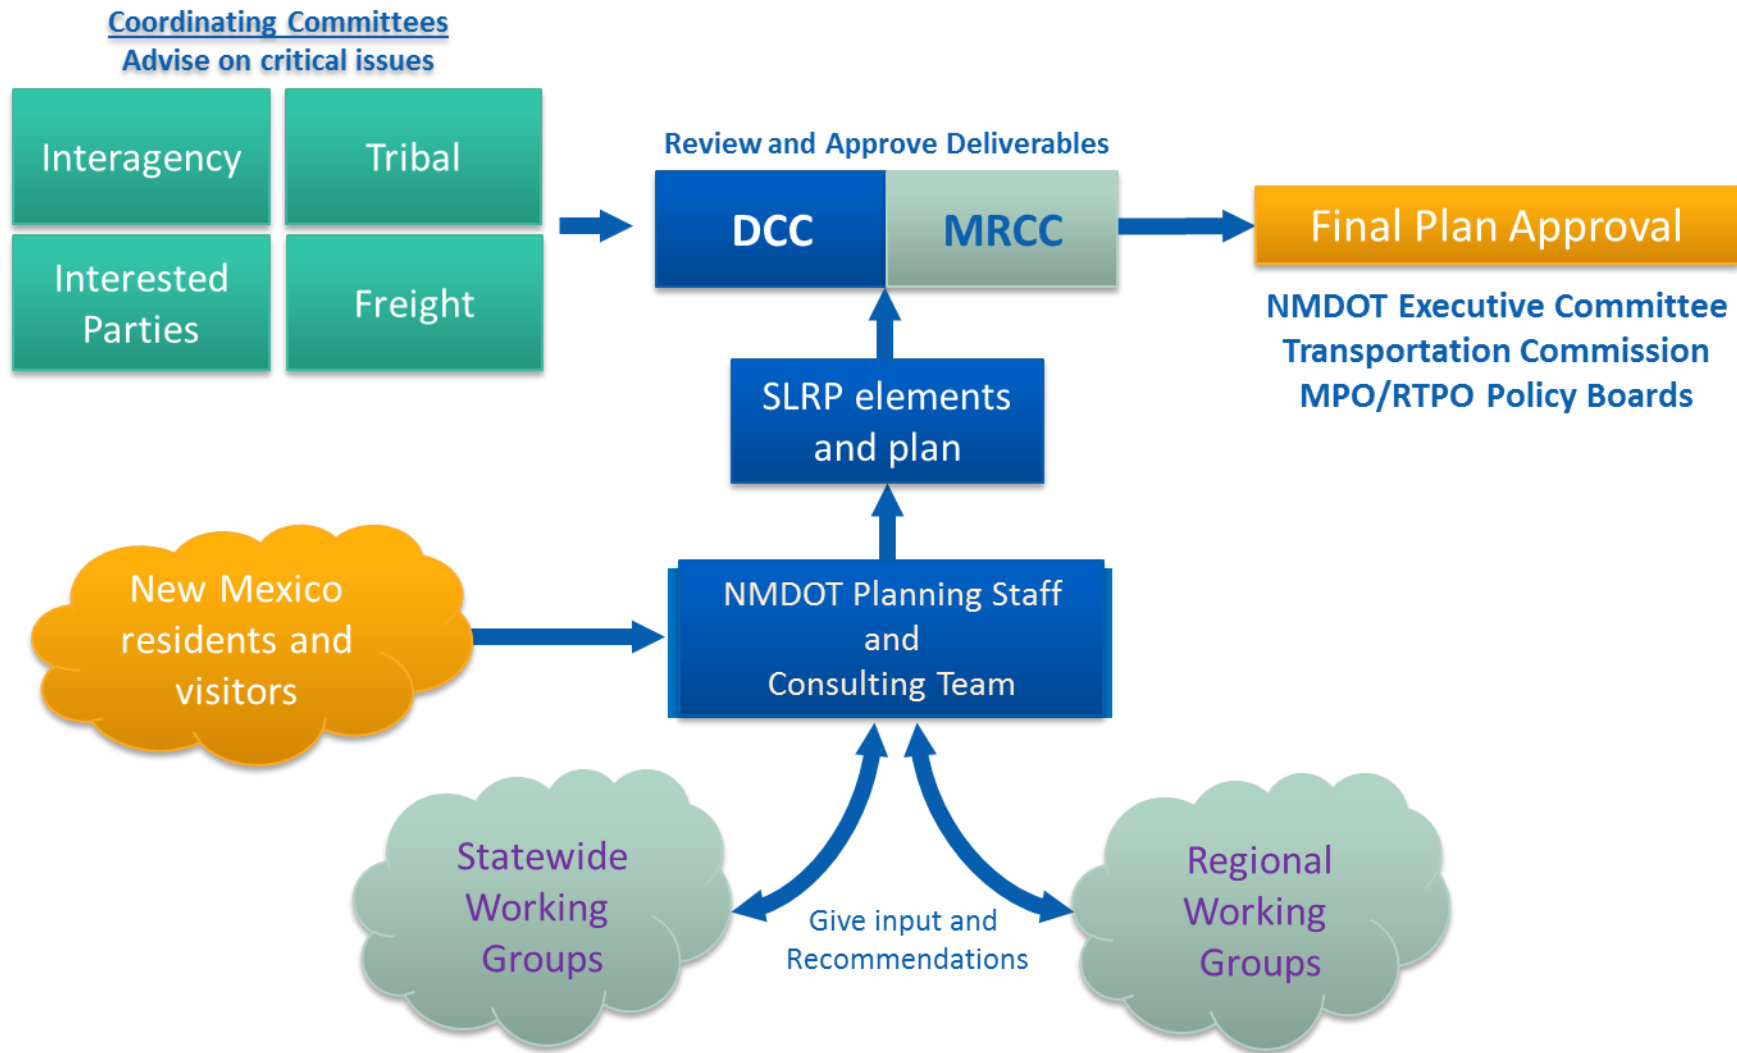 Coordinating Committees
Advise on critical issues
Interagency
Tribal
Interested
Parties
Freight
Review and Approve Deliverables
DCC
MRCC
Final Plan Approval
NMDOT Executive Committee
Transportation Commission
MPO/RTPO Policy Boards
SLRP elements
and plan
New Mexico
residents and
visitors
NMDOT Planning Staff
and
Consulting Team
Statewide
Working
Groups
Give input and
Recommendations
Regional
Working
Groups